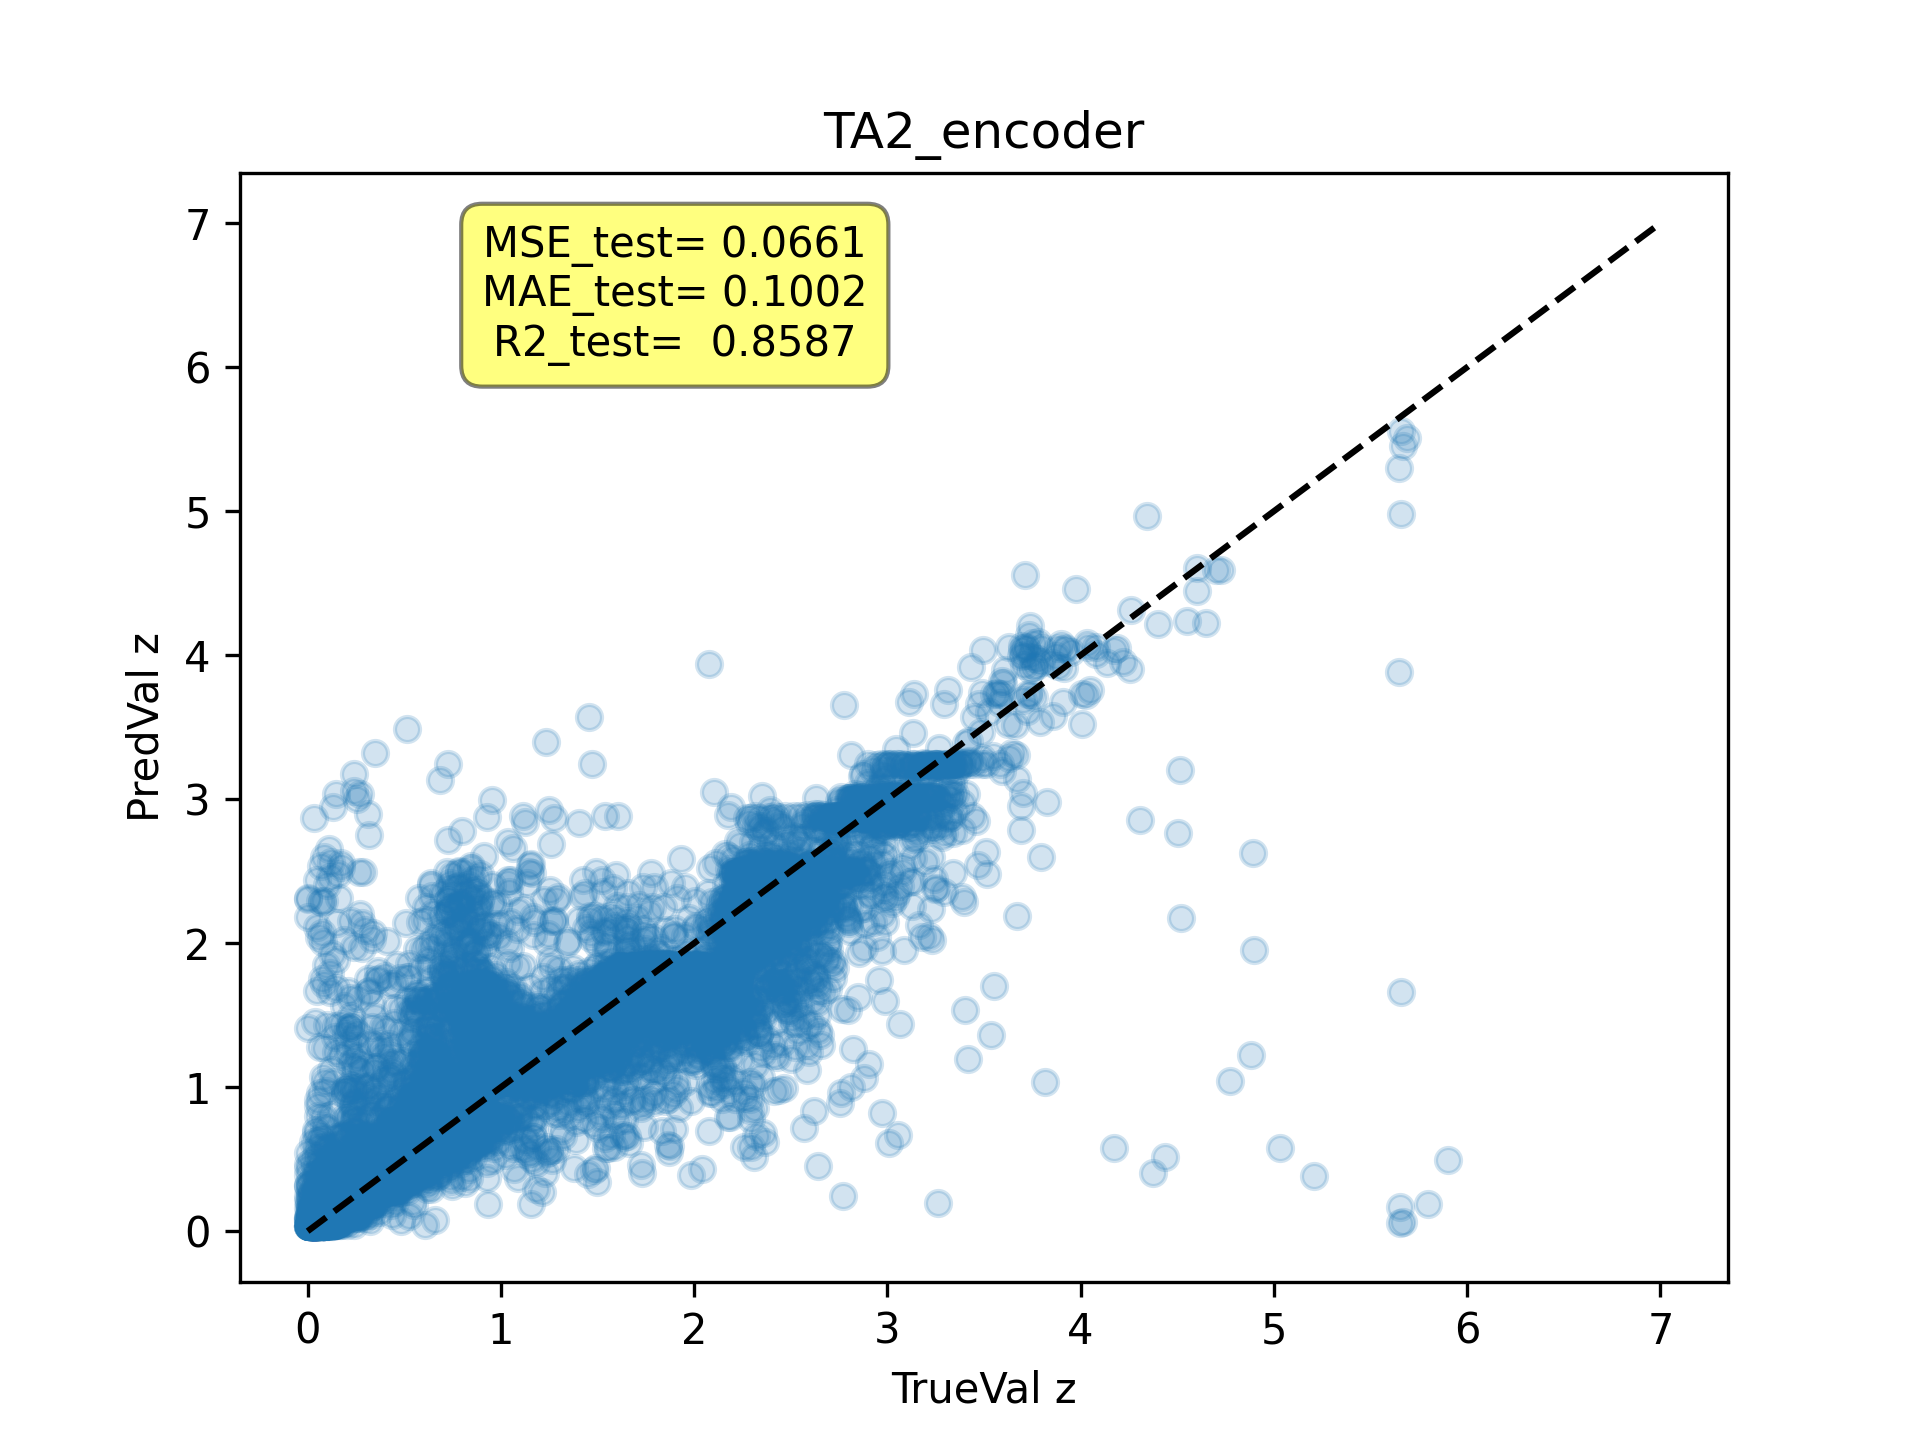 TA2_encoder
MSE_test= 0.0661
MAE_test= 0.1002
R2_test=  0.8587
PredVal z
7
6
5
4
3
2
1
0
0 1 2 3 4 5 6 7
TrueVal z